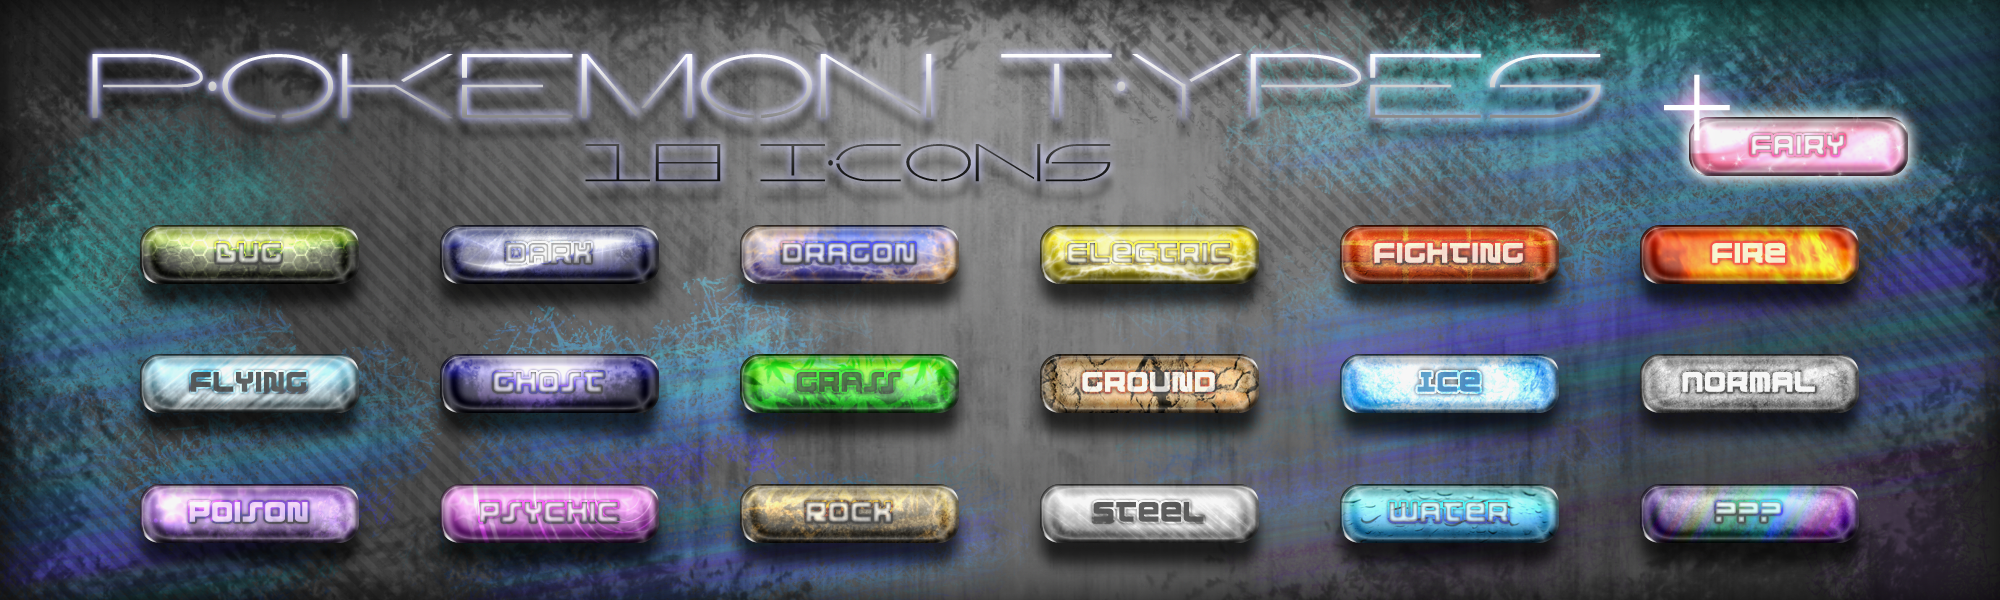 POKEMON TYPES +
FAIRY
18 ICONS
BUG DARK DRAGON ELECTRIC FIGHTING FIRE
FLYING GHOST GRASS GROUND ICE NORMAL
POISON PSYCHIC ROCK STEEL WATER ???